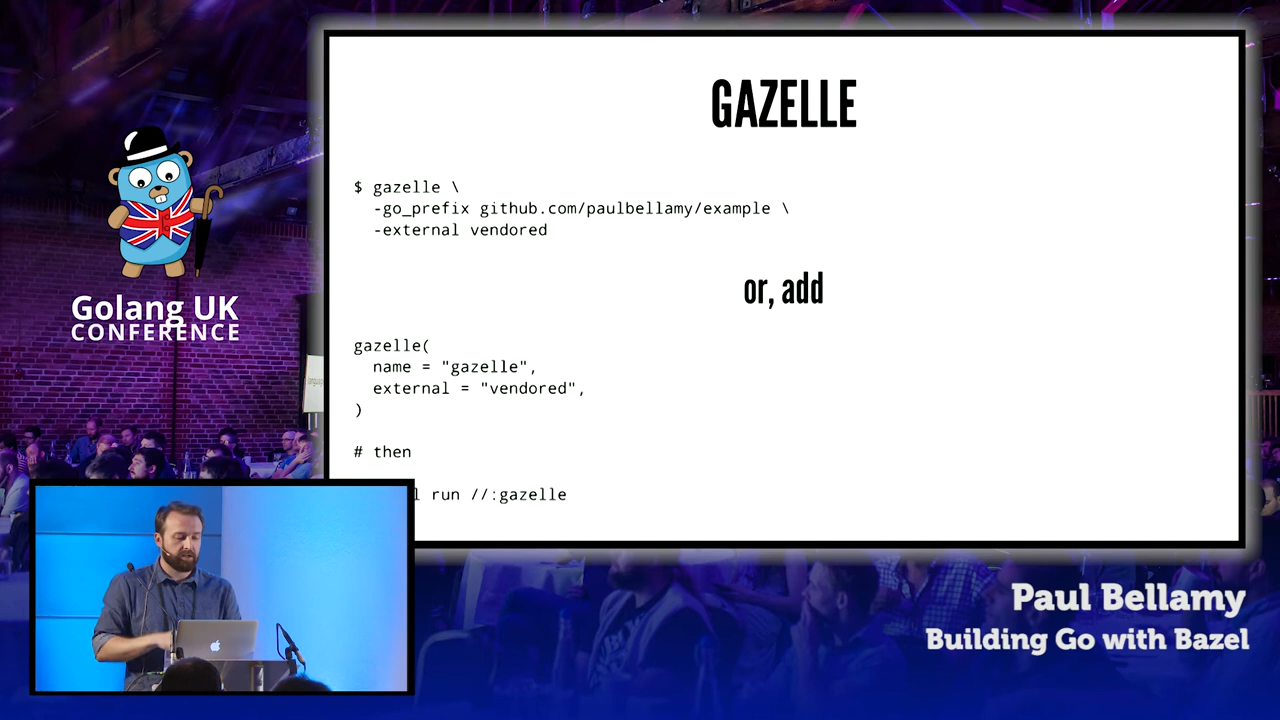 GAZELLE
$ gazelle \
-go_prefix github.com/paulbellamy/example \
-external vendored
or, add
gazelle(
name = "gazelle",
external = "vendored",
)
# then
run //:gazelle
Golang UK
CONFERENCE
Paul Bellamy
Building Go with Bazel